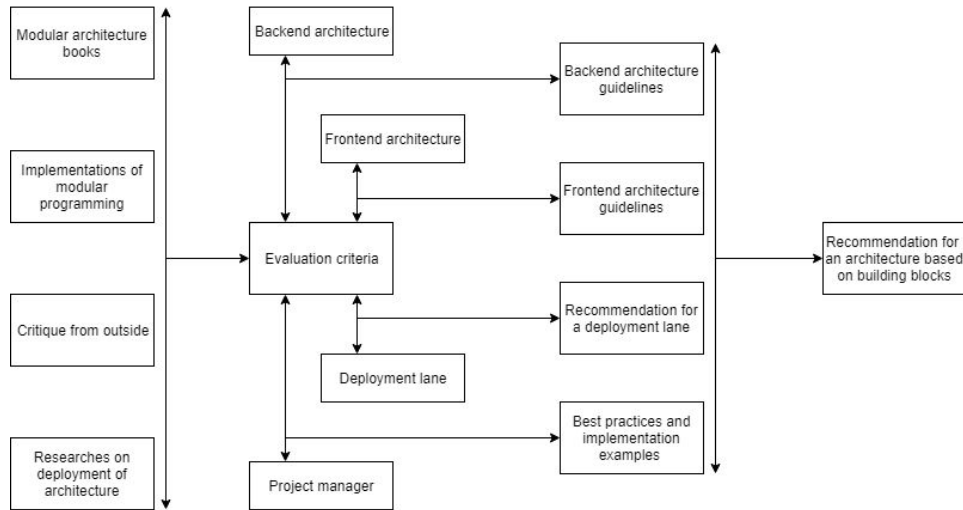 Modular architecture
books
Implementations of
modular
programming
Critique from outside
Researches on
deployment of
architecture
Backend architecture
Frontend architecture
Evaluation criteria
Deployment lane
Project manager
Backend architecture
guidelines
Frontend architecture
guidelines
Recommendation for
a deployment lane
Best practices and
implementation
examples
Recommendation for
an architecture based
on building blocks